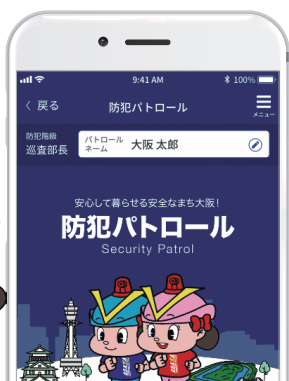 9:41 AM
100%
戻る
防犯パトロール
メニュー
防犯階級
巡査部長
パトロール
ネーム
大阪 太郎
安心して暮らせる安全なまち大阪！
防犯パトロール
Security Patrol